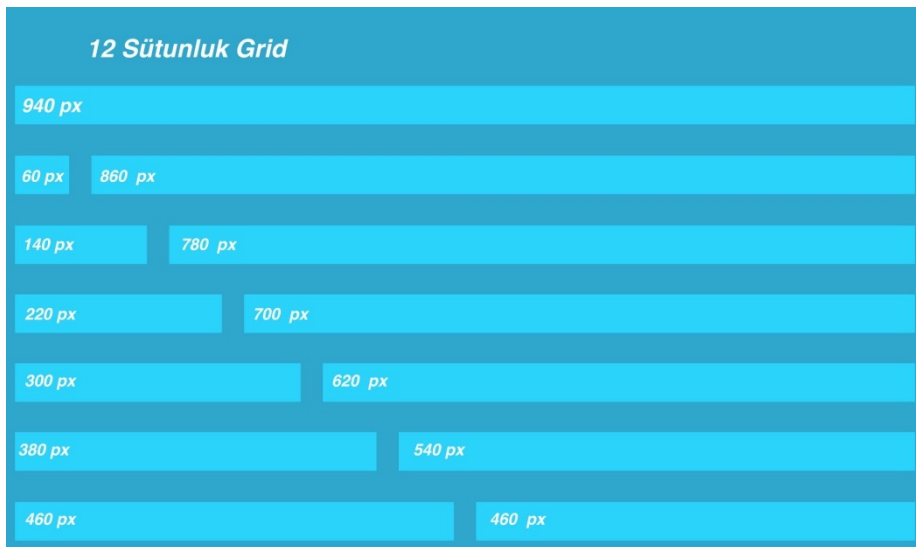 12 Sütunluk Grid
940 px
60 px 860 px
140 px 780 px
220 px 700 px
300 px 620 px
380 px 540 px
460 px 460 px